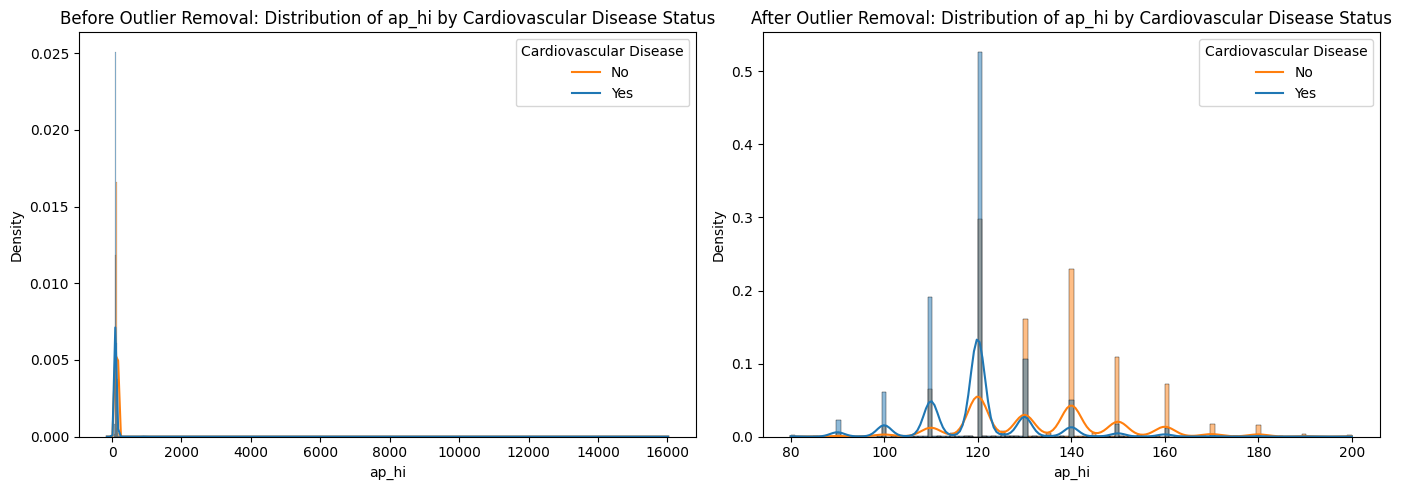 Before Outlier Removal: Distribution of ap_hi by Cardiovascular Disease Status
Cardiovascular Disease
No
Yes
0.025
0.020
0.015
0.010
0.005
0.000
Density
0
2000
4000
6000
8000
10000
12000
14000
16000
ap_hi
After Outlier Removal: Distribution of ap_hi by Cardiovascular Disease Status
Cardiovascular Disease
No
Yes
0.5
0.4
0.3
0.2
0.1
0.0
Density
80
100
120
140
160
180
200
ap_hi